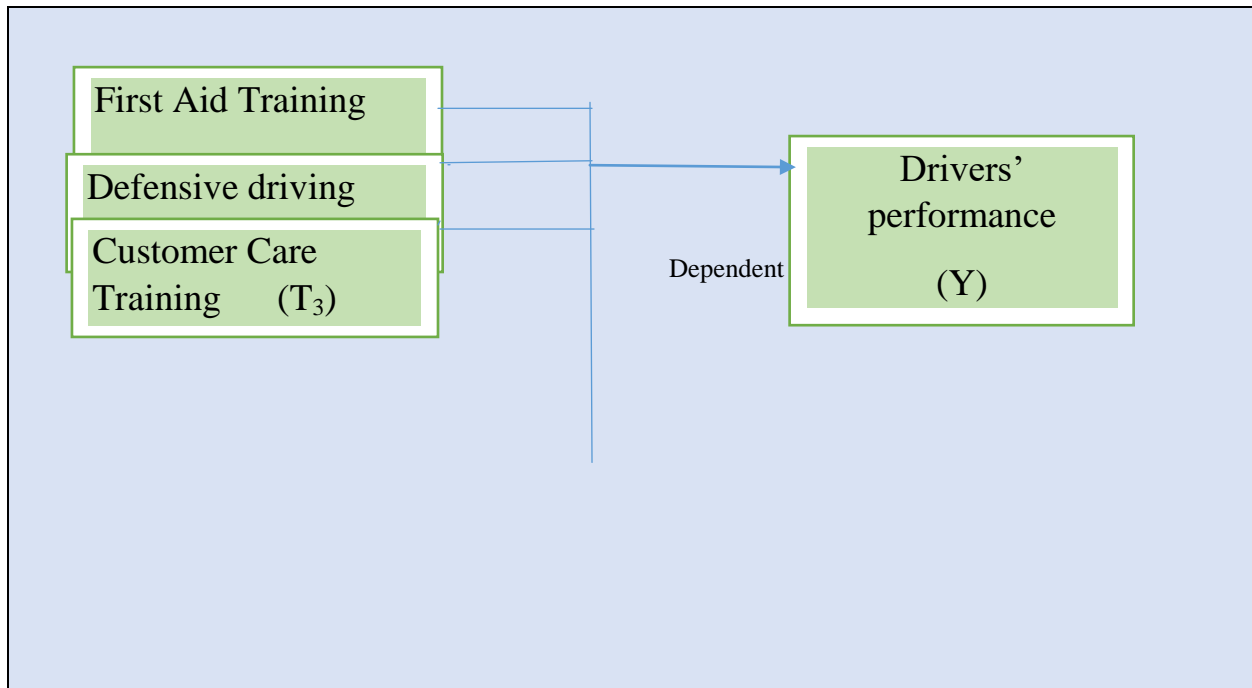 First Aid Training
Defensive driving
Customer Care
Training (T₃)
Drivers’
performance
(Y)
Dependent